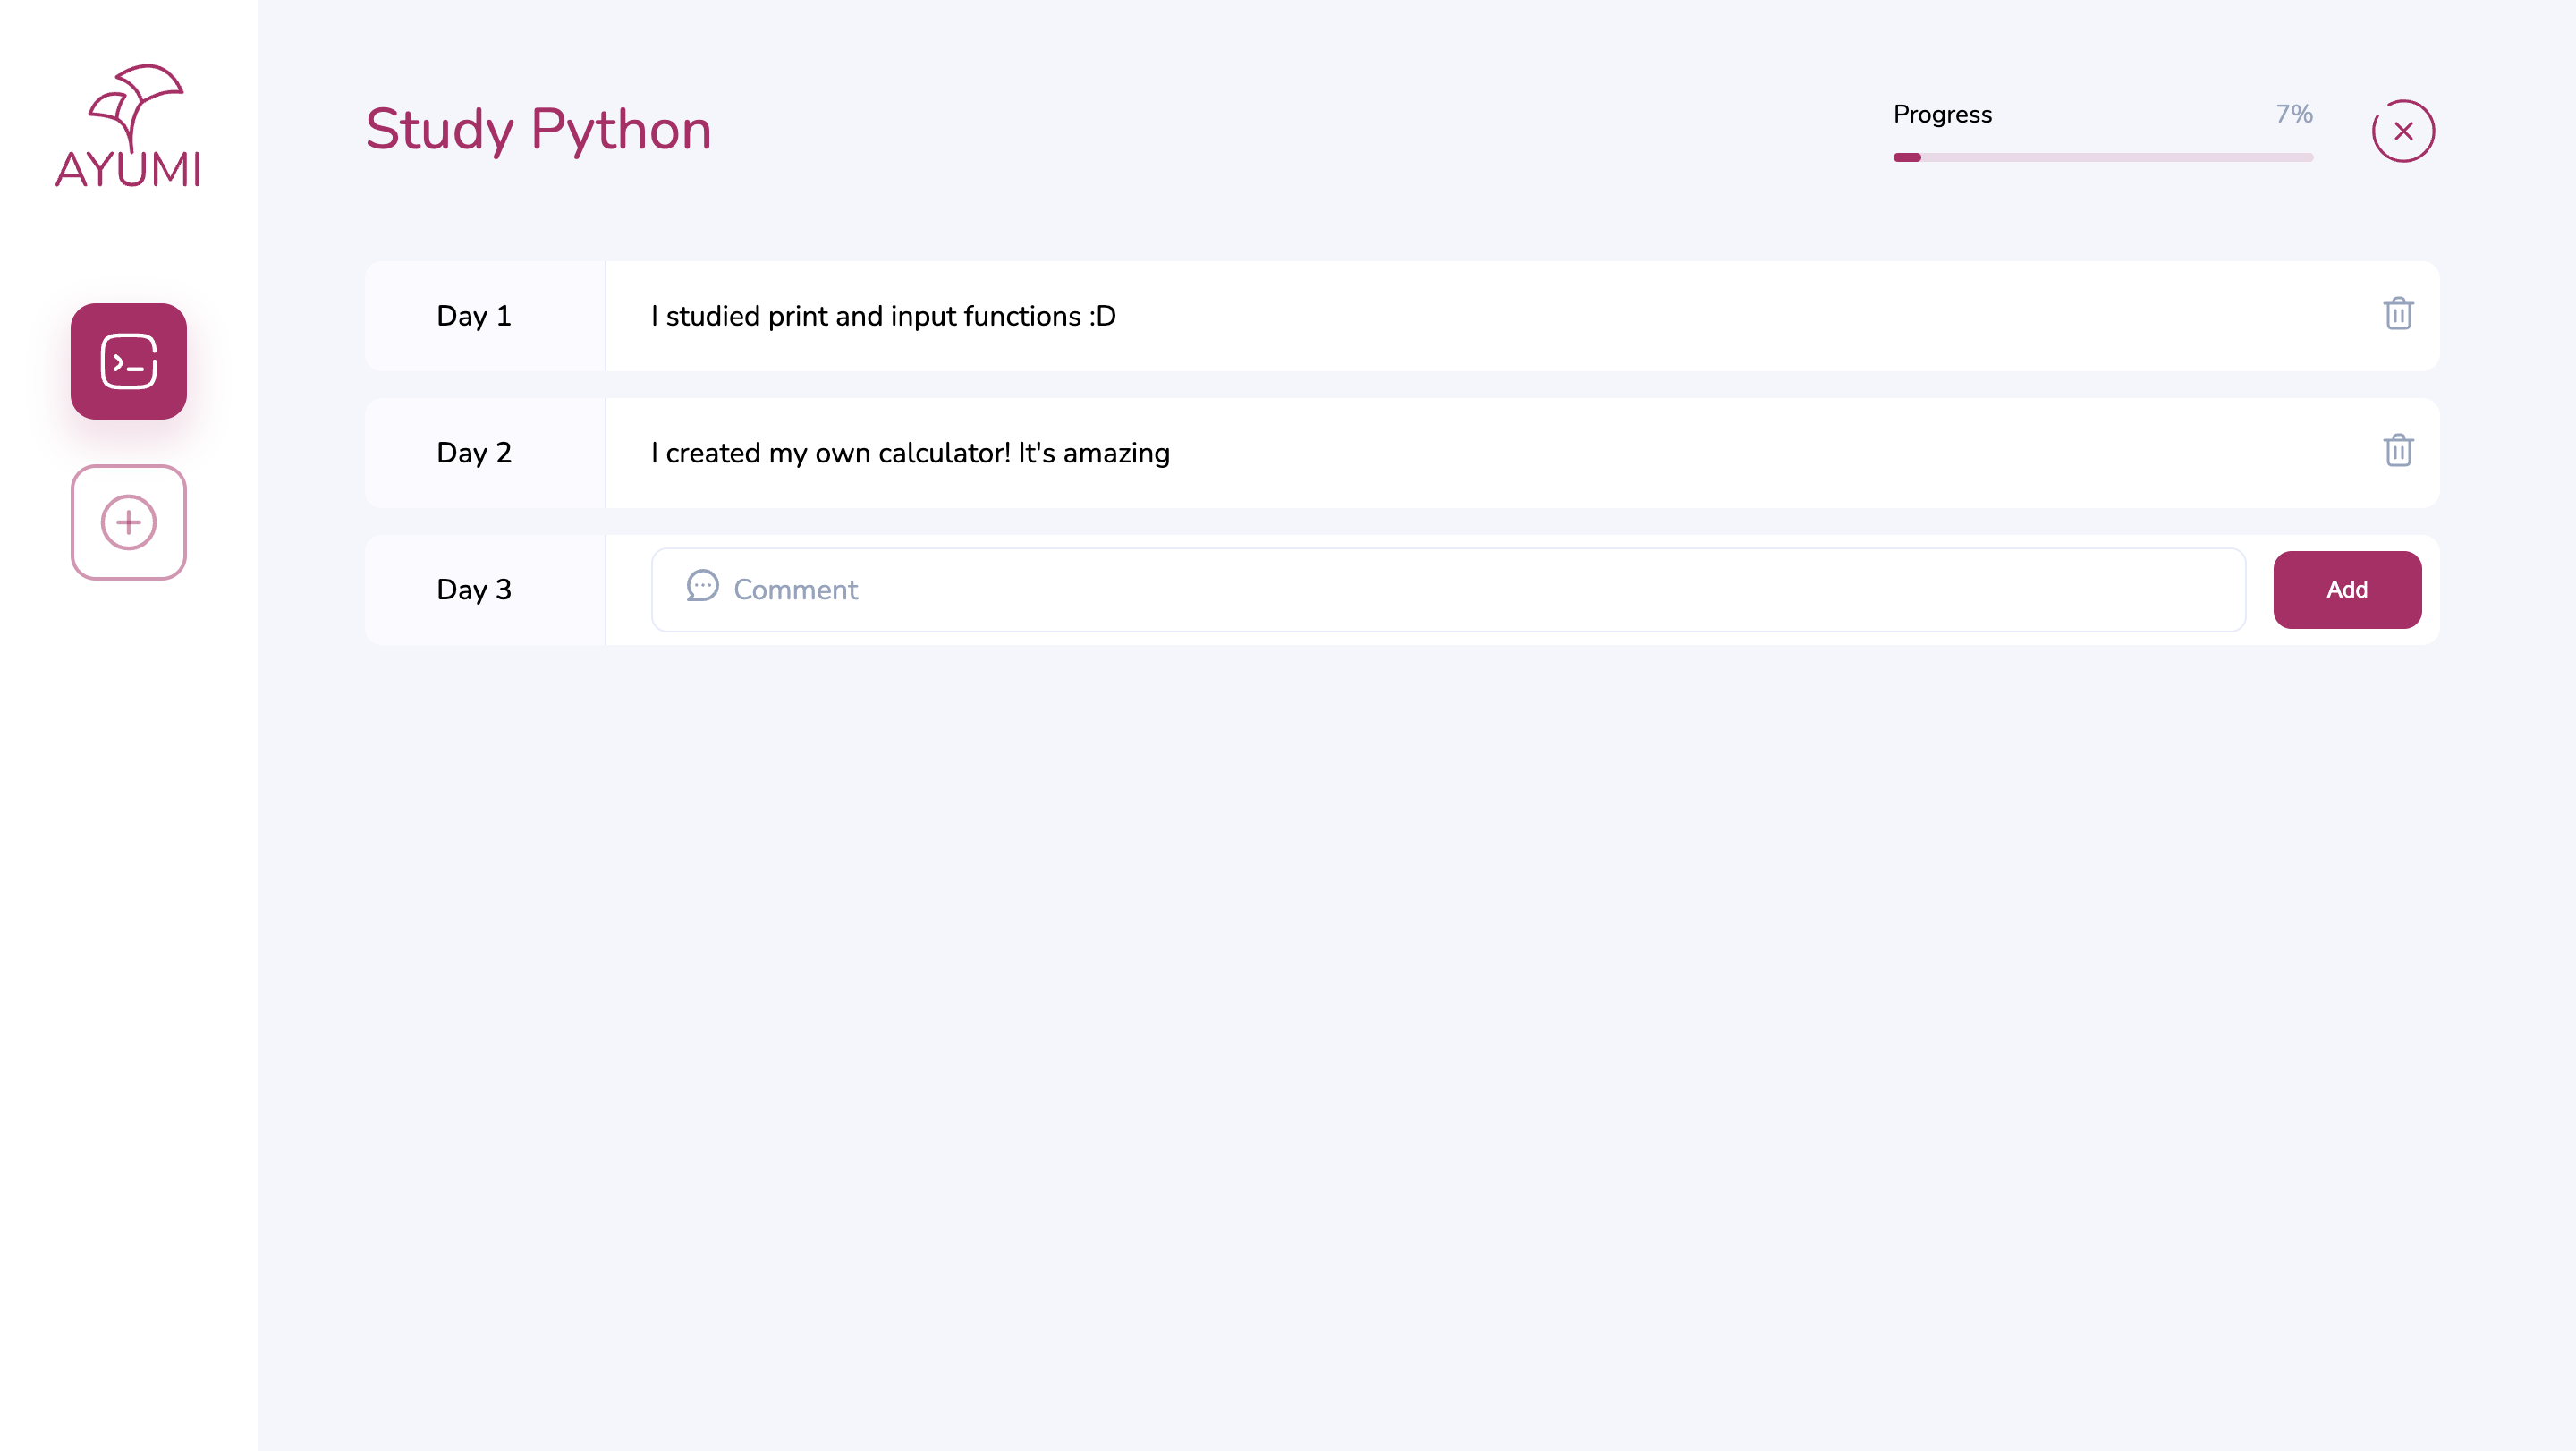 AYUMI
Study Python
Progress
7%
Day 1
I studied print and input functions :D
Day 2
I created my own calculator! It's amazing
Day 3
Comment
Add